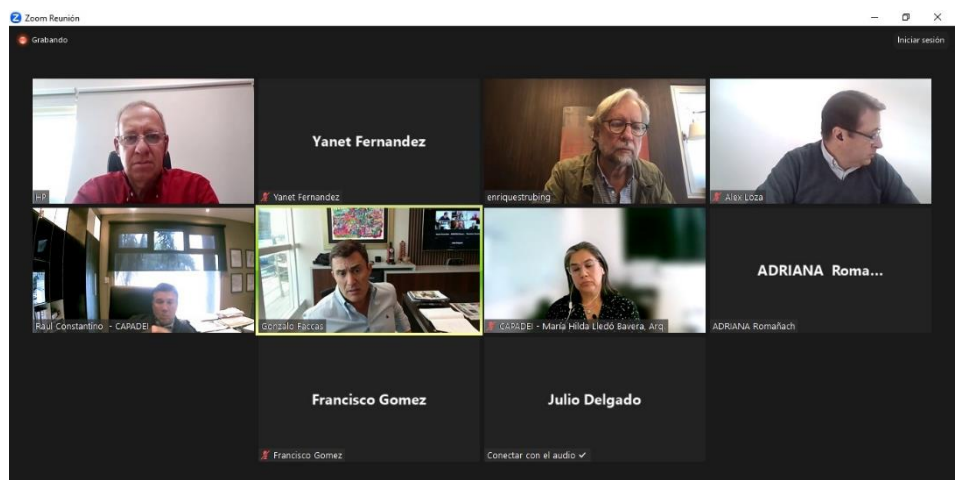 Zoom Reunión
Grabando
Iniciar sesión
HP
Yanet Fernandez
Yanet Fernandez
enriquestrubing
Alex Loza
Raul Constantino - CAPADEI
Gonzalo Faccas
CAPADEI - María Hilda Lledó Bavera, Arq.
ADRIANA Roma...
ADRIANA Romañach
Francisco Gomez
Francisco Gomez
Julio Delgado
Conectar con el audio